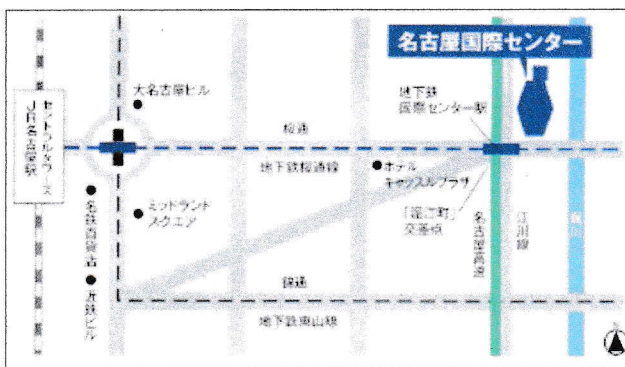 名古屋国際センター
大名古屋ビル
地下鉄
国際センター駅
桜通
セントラルタワーズ
JR名古屋駅
地下鉄桜通線
ホテル
キャッスルプラザ
名鉄百貨店
ミッドランド
スクエア
「泥江町」
交差点
名古屋高速
江川線
堀川
近鉄ビル
錦通
地下鉄東山線